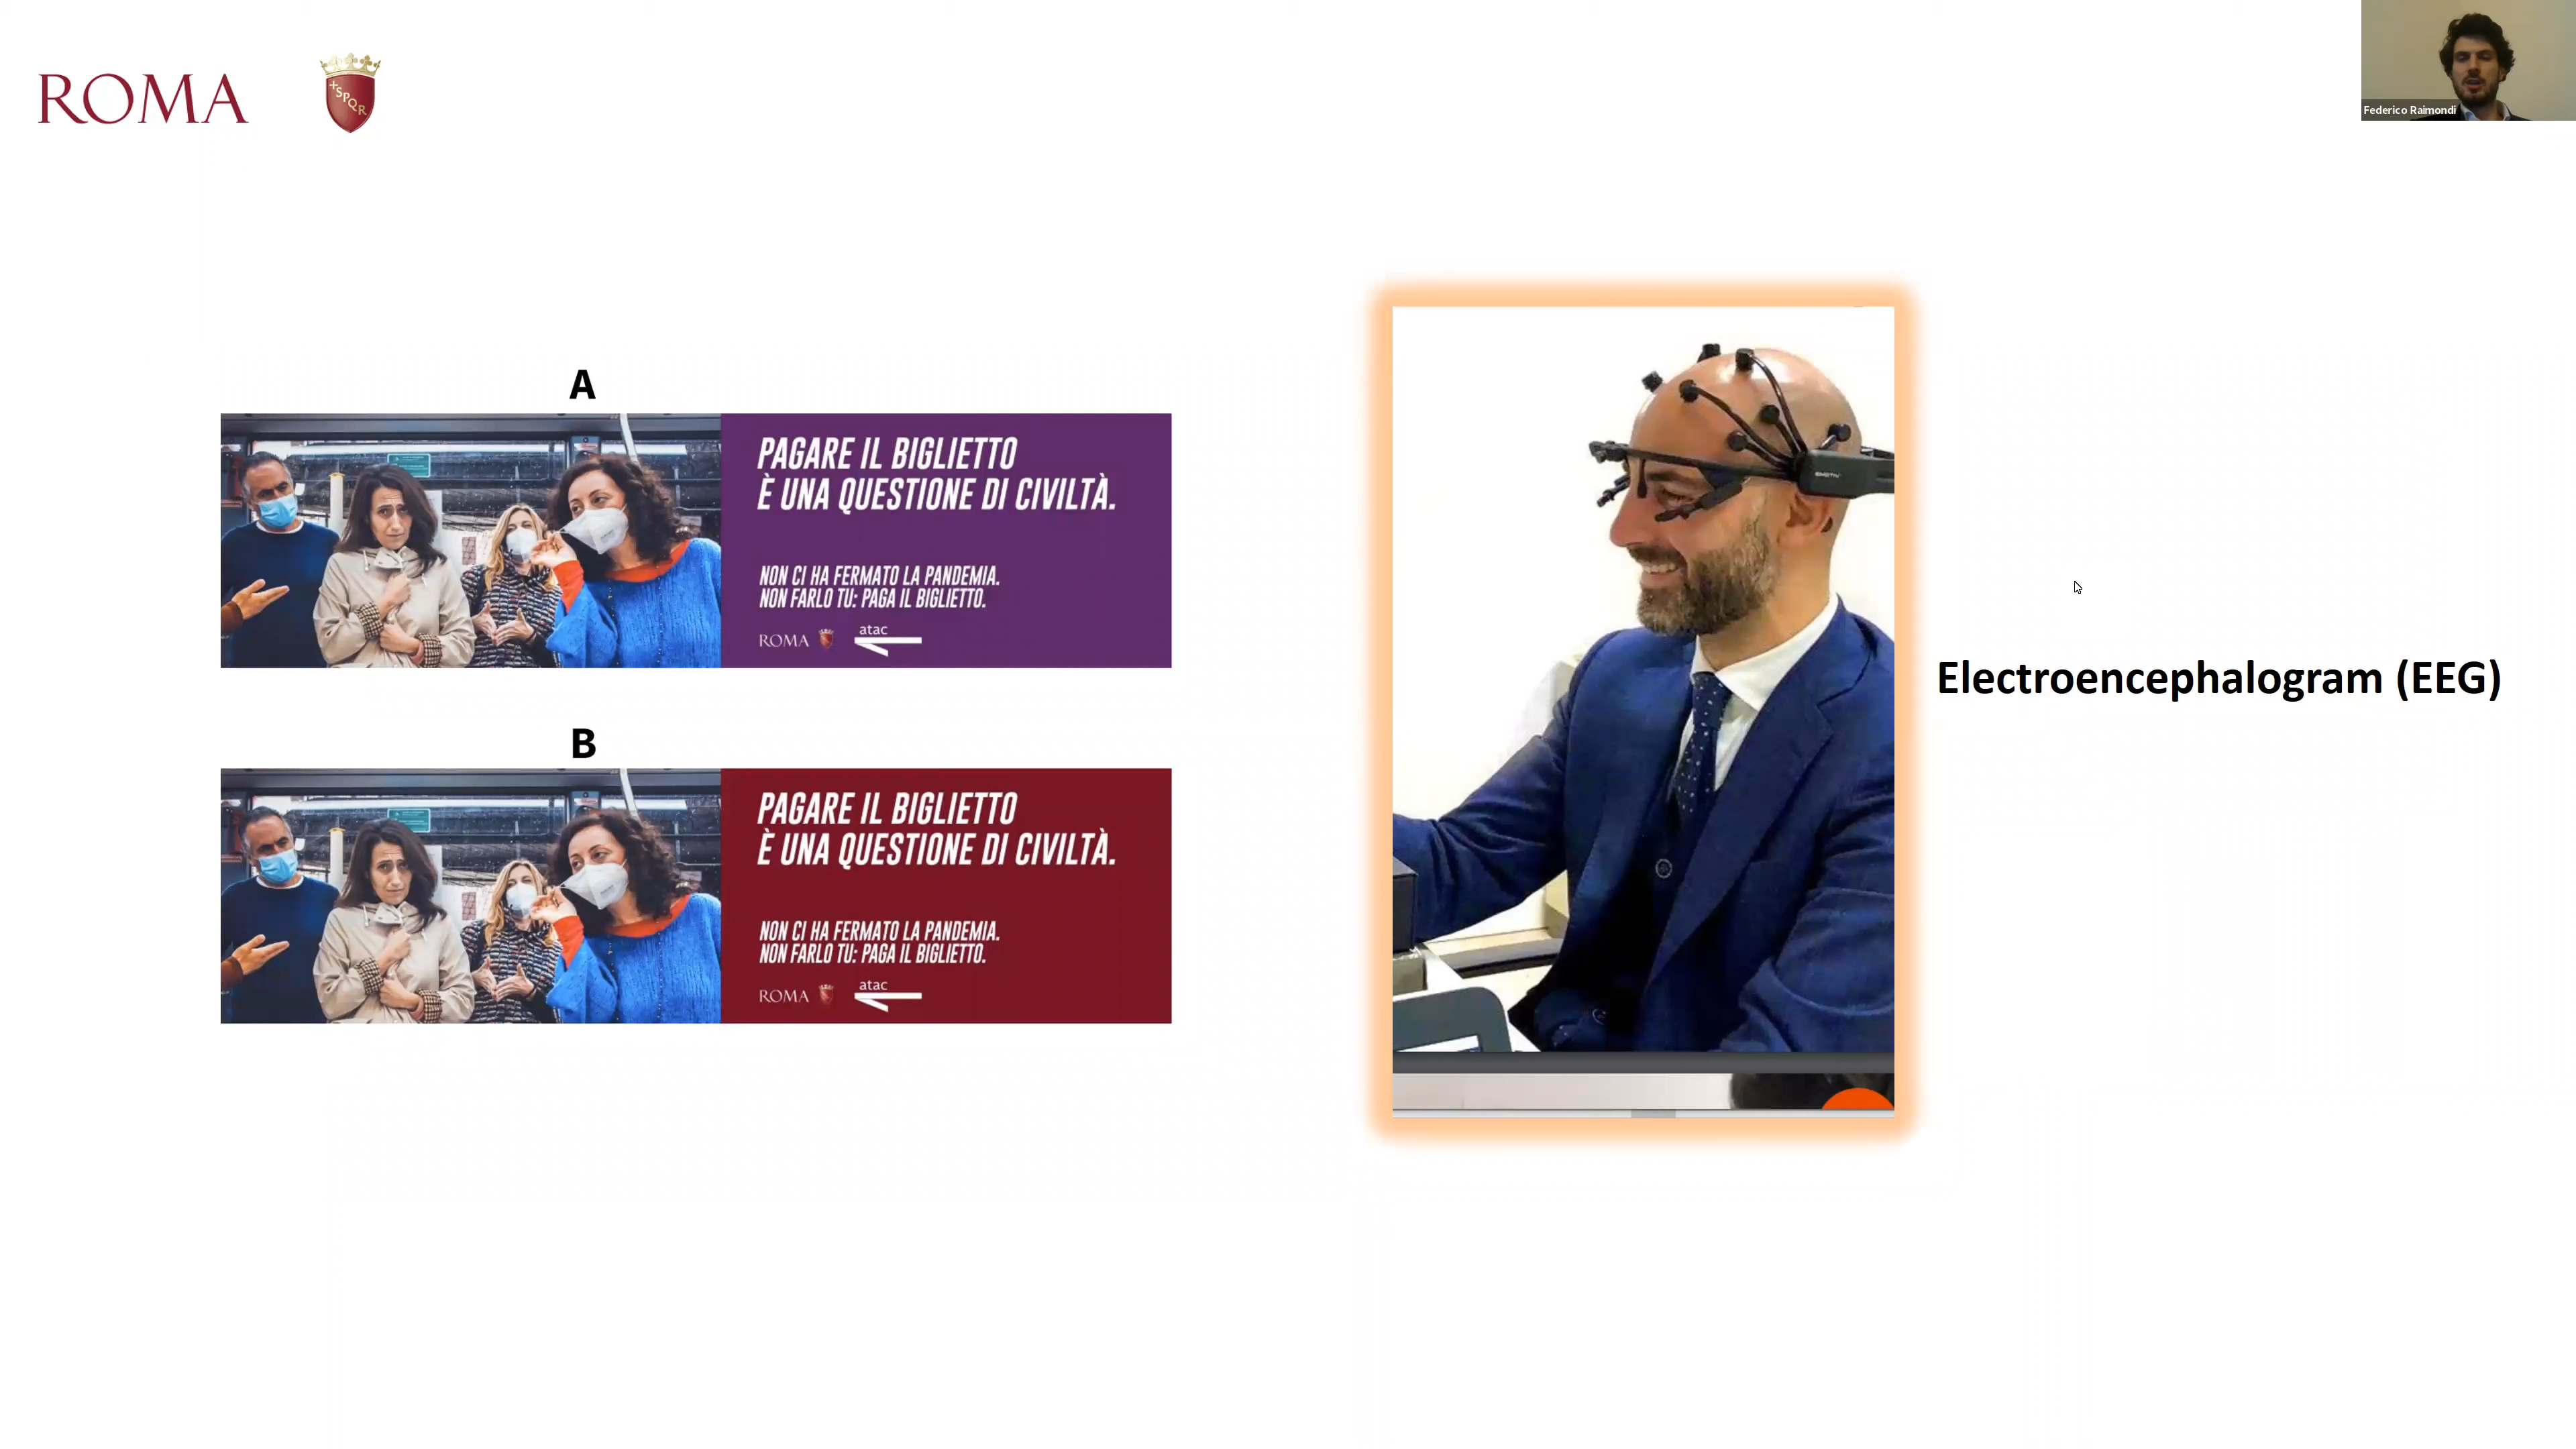 ROMA
SPQR
Federico Raimondi
A
PAGARE IL BIGLIETTO
È UNA QUESTIONE DI CIVILTÀ.
NON CI HA FERMATO LA PANDEMIA.
NON FARLO TU: PAGA IL BIGLIETTO.
ROMA atac
B
PAGARE IL BIGLIETTO
È UNA QUESTIONE DI CIVILTÀ.
NON CI HA FERMATO LA PANDEMIA.
NON FARLO TU: PAGA IL BIGLIETTO.
ROMA atac
EMOTIV
Electroencephalogram (EEG)